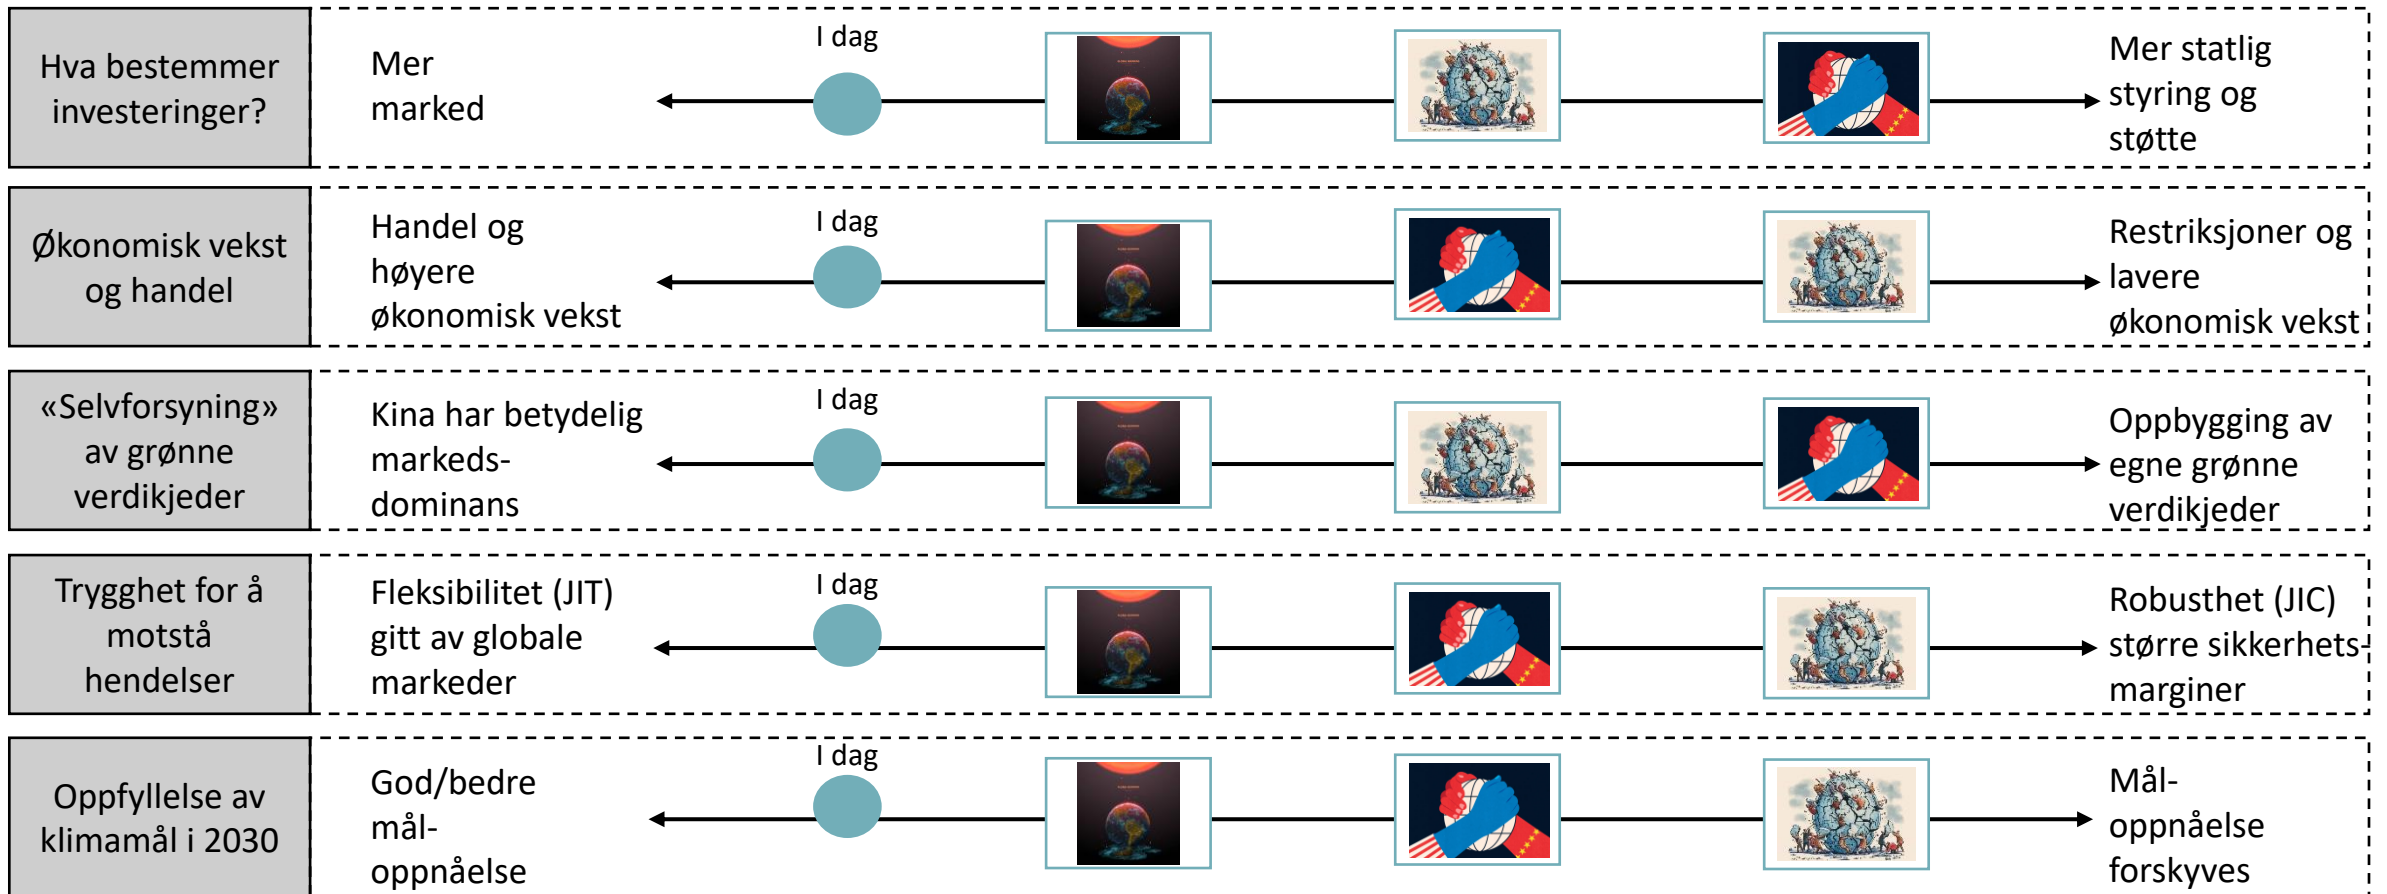 Hva bestemmer
investeringer?
Mer
marked
I dag
Mer statlig
styring og
støtte
Økonomisk vekst
og handel
Handel og
høyere
økonomisk vekst
I dag
Restriksjoner og
lavere
økonomisk vekst
«Selvforsyning»
av grønne
verdikjeder
Kina har betydelig
markeds-
dominans
I dag
Oppbygging av
egne grønne
verdikjeder
Trygghet for å
motstå
hendelser
Fleksibilitet (JIT)
gitt av globale
markeder
I dag
Robusthet (JIC)
større sikkerhets-
marginer
Oppfyllelse av
klimamål i 2030
God/bedre
mål-
oppnåelse
I dag
Mål-
oppnåelse
forskyves